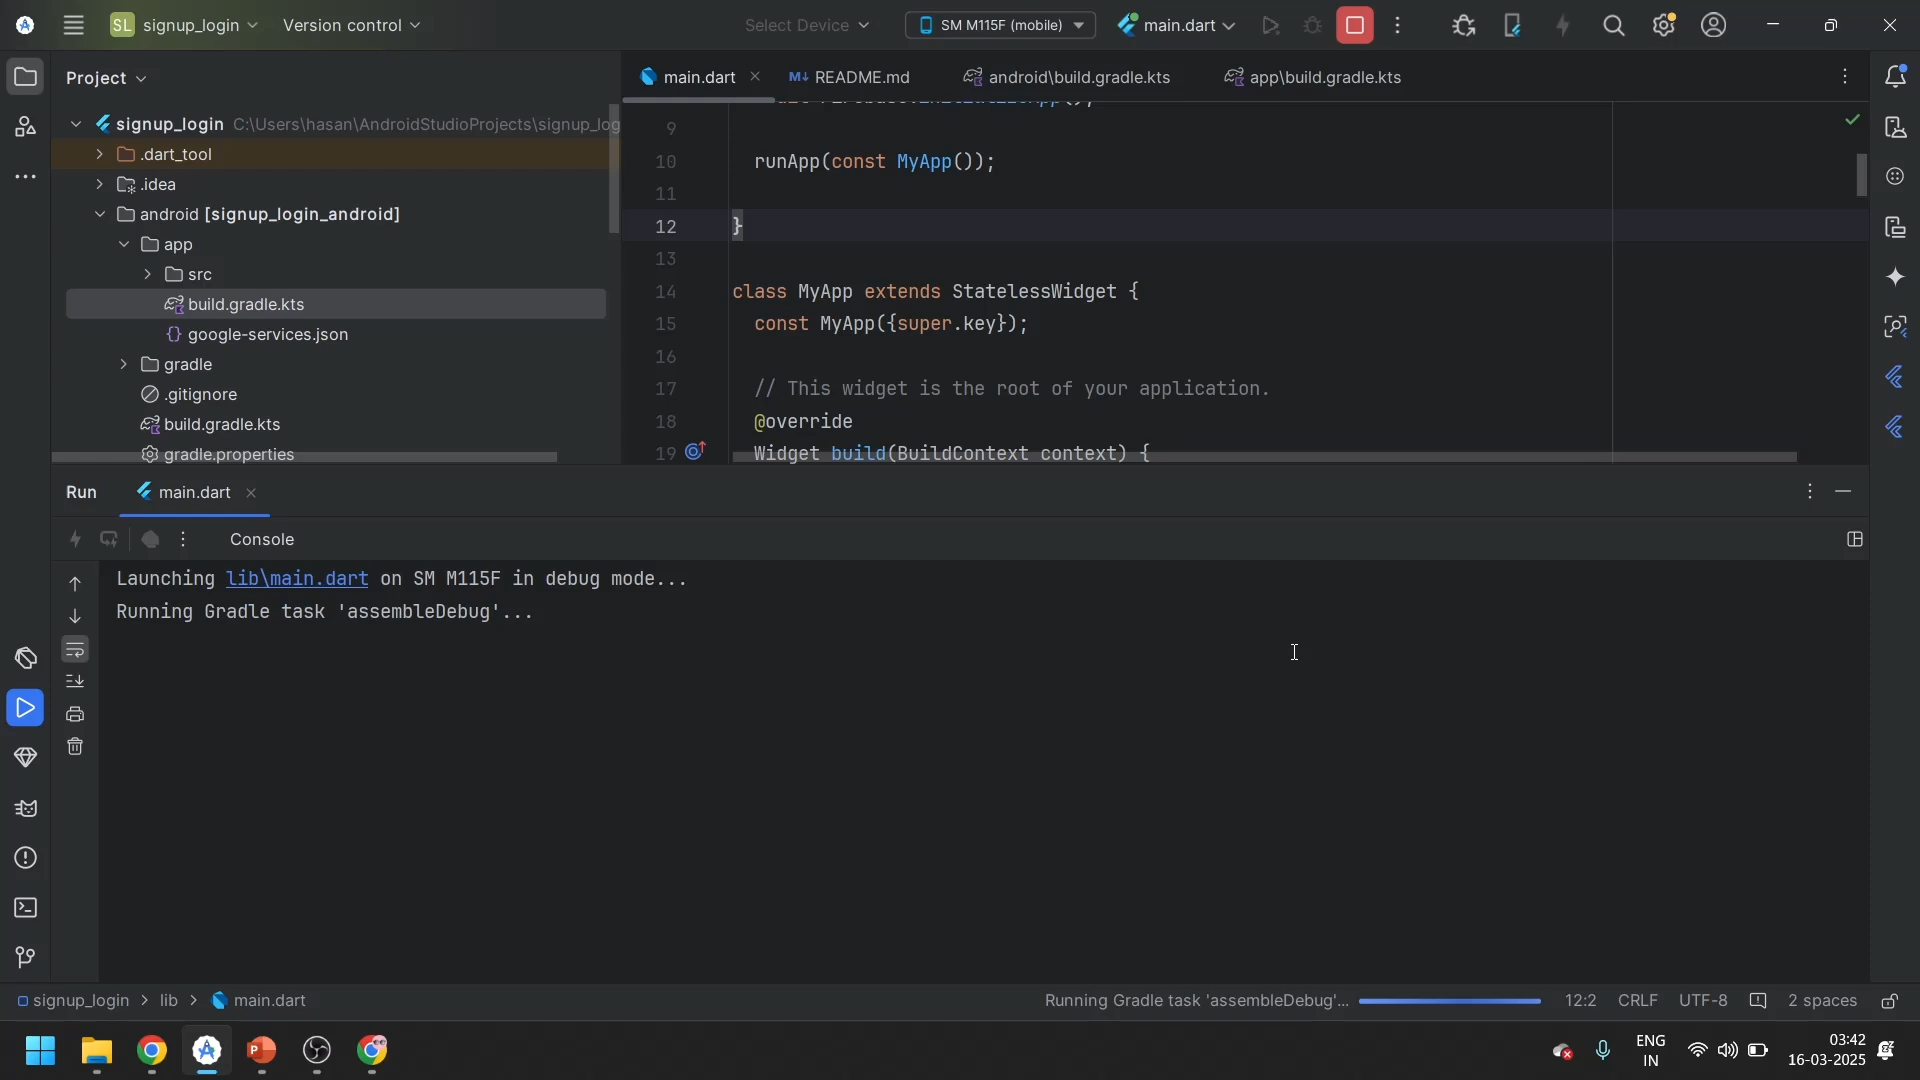 SL signup_login Version control Select Device SM M115F (mobile) main.dart
Project
main.dart README.md android\build.gradle.kts app\build.gradle.kts
signup_login C:\Users\hasan\AndroidStudioProjects\signup_log
.dart_tool
.idea
android [signup_login_android]
app
src
build.gradle.kts
google-services.json
gradle
.gitignore
build.gradle.kts
gradle.properties
9
10 runApp(const MyApp());
11
12 }
13
14 class MyApp extends StatelessWidget {
15 const MyApp({super.key});
16
17 // This widget is the root of your application.
18 @override
19 Widget build(BuildContext context) {
Run main.dart
Console
Launching lib\main.dart on SM M115F in debug mode...
Running Gradle task 'assembleDebug'...
signup_login > lib > main.dart Running Gradle task 'assembleDebug'... 12:2 CRLF UTF-8 2 spaces
ENG
IN
03:42
16-03-2025